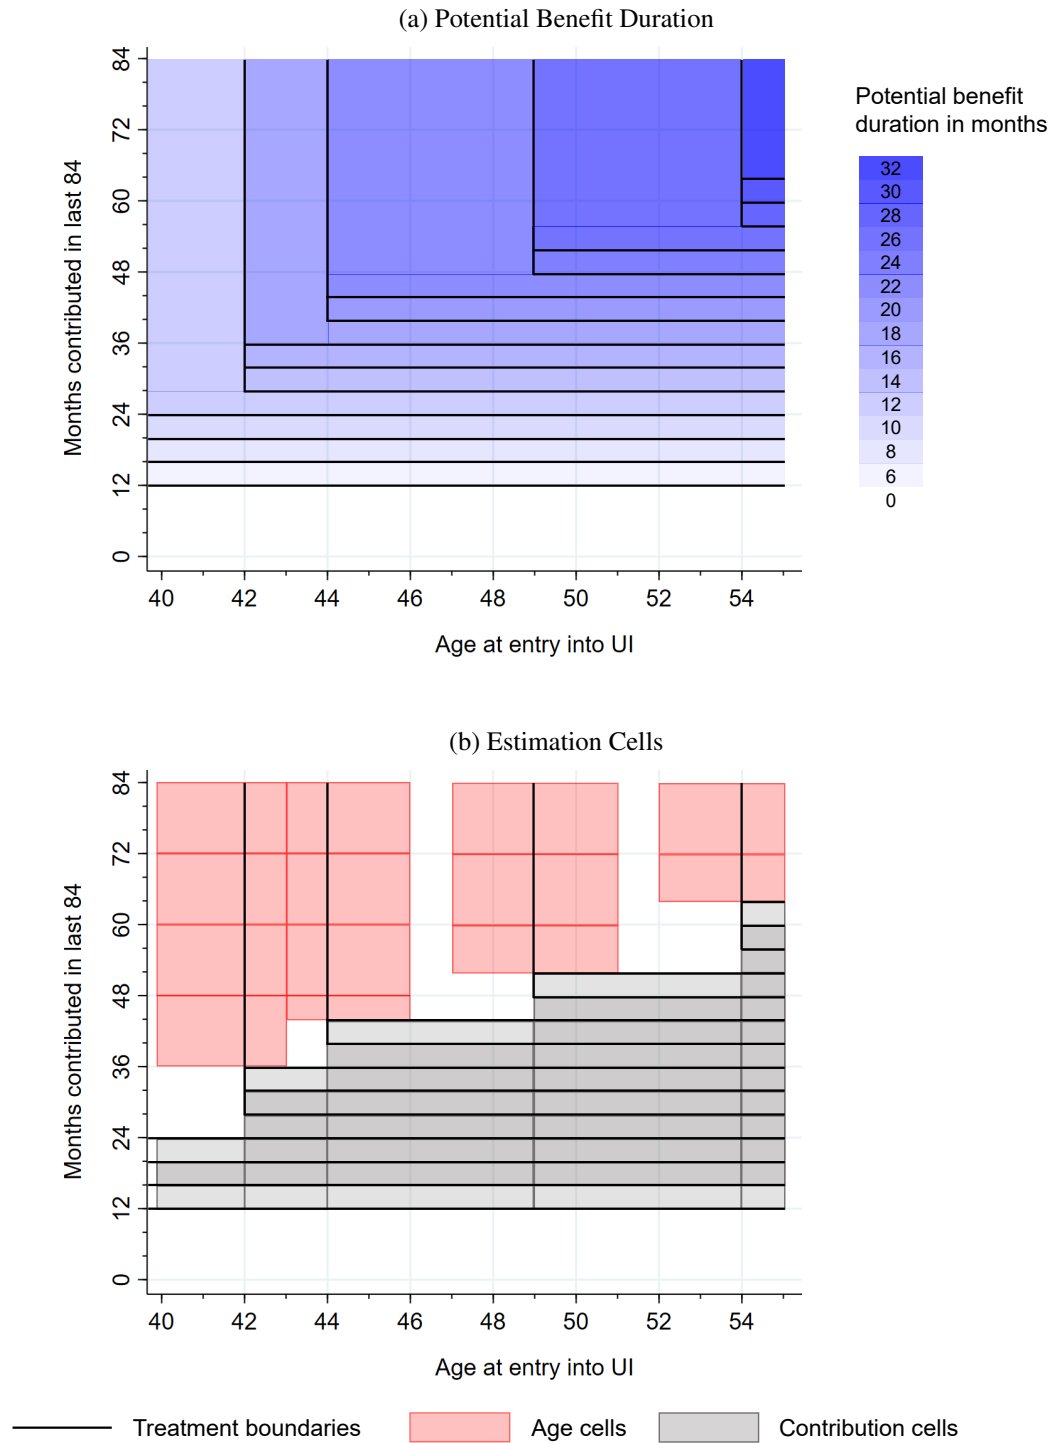 (a) Potential Benefit Duration
84
72
60
48
36
24
12
0
Months contributed in last 84
40 42 44 46 48 50 52 54
Age at entry into UI
Potential benefit
duration in months
32
30
28
26
24
22
20
18
16
14
12
10
8
6
0
(b) Estimation Cells
84
72
60
48
36
24
12
0
Months contributed in last 84
40 42 44 46 48 50 52 54
Age at entry into UI
Treatment boundaries Age cells Contribution cells